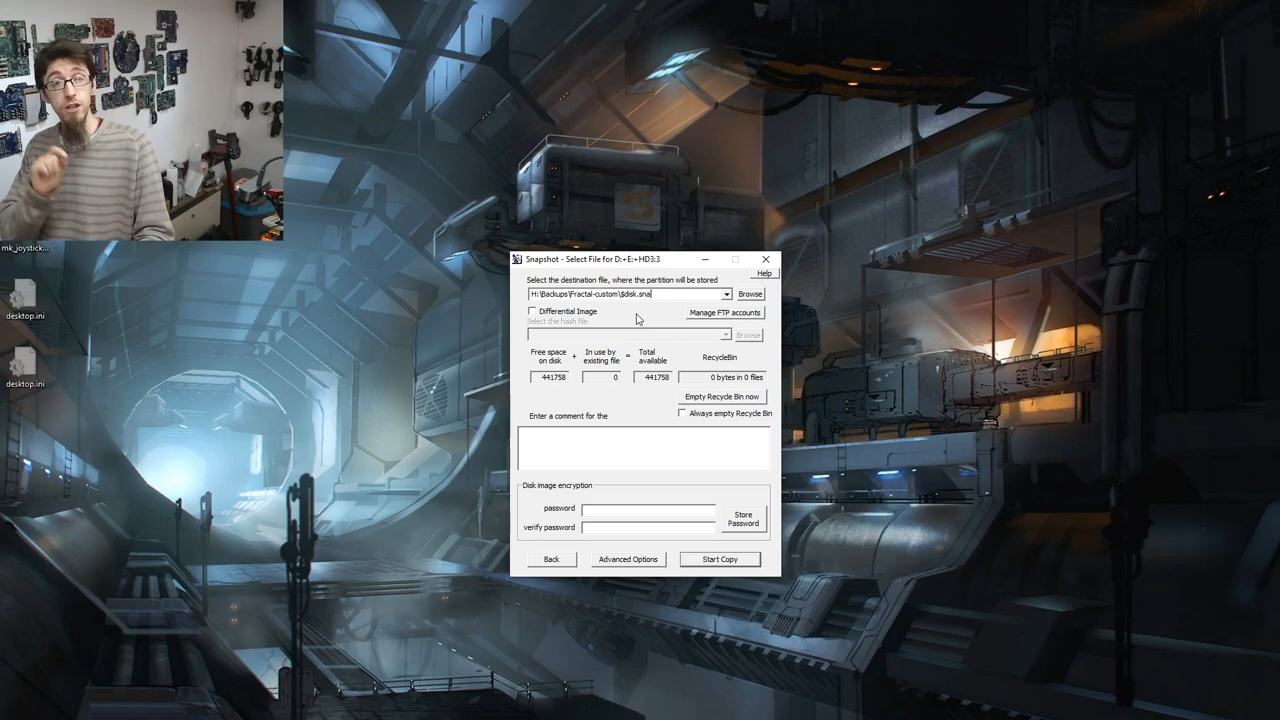 mk_joystick...
desktop.ini
desktop.ini
Snapshot - Select File for D:+E:+HD3:3
Help
Select the destination file, where the partition will be stored
H:\Backups\Fractal-custom\$disk.sna
Browse
Differential Image
Manage FTP accounts
Select the hash file
Browse
Free space on disk + In use by existing file = Total available RecycleBin
441758 0 441758 0 bytes in 0 files
Empty Recycle Bin now
Always empty Recycle Bin
Enter a comment for the
Disk image encryption
password
verify password
Store Password
Back Advanced Options Start Copy
S